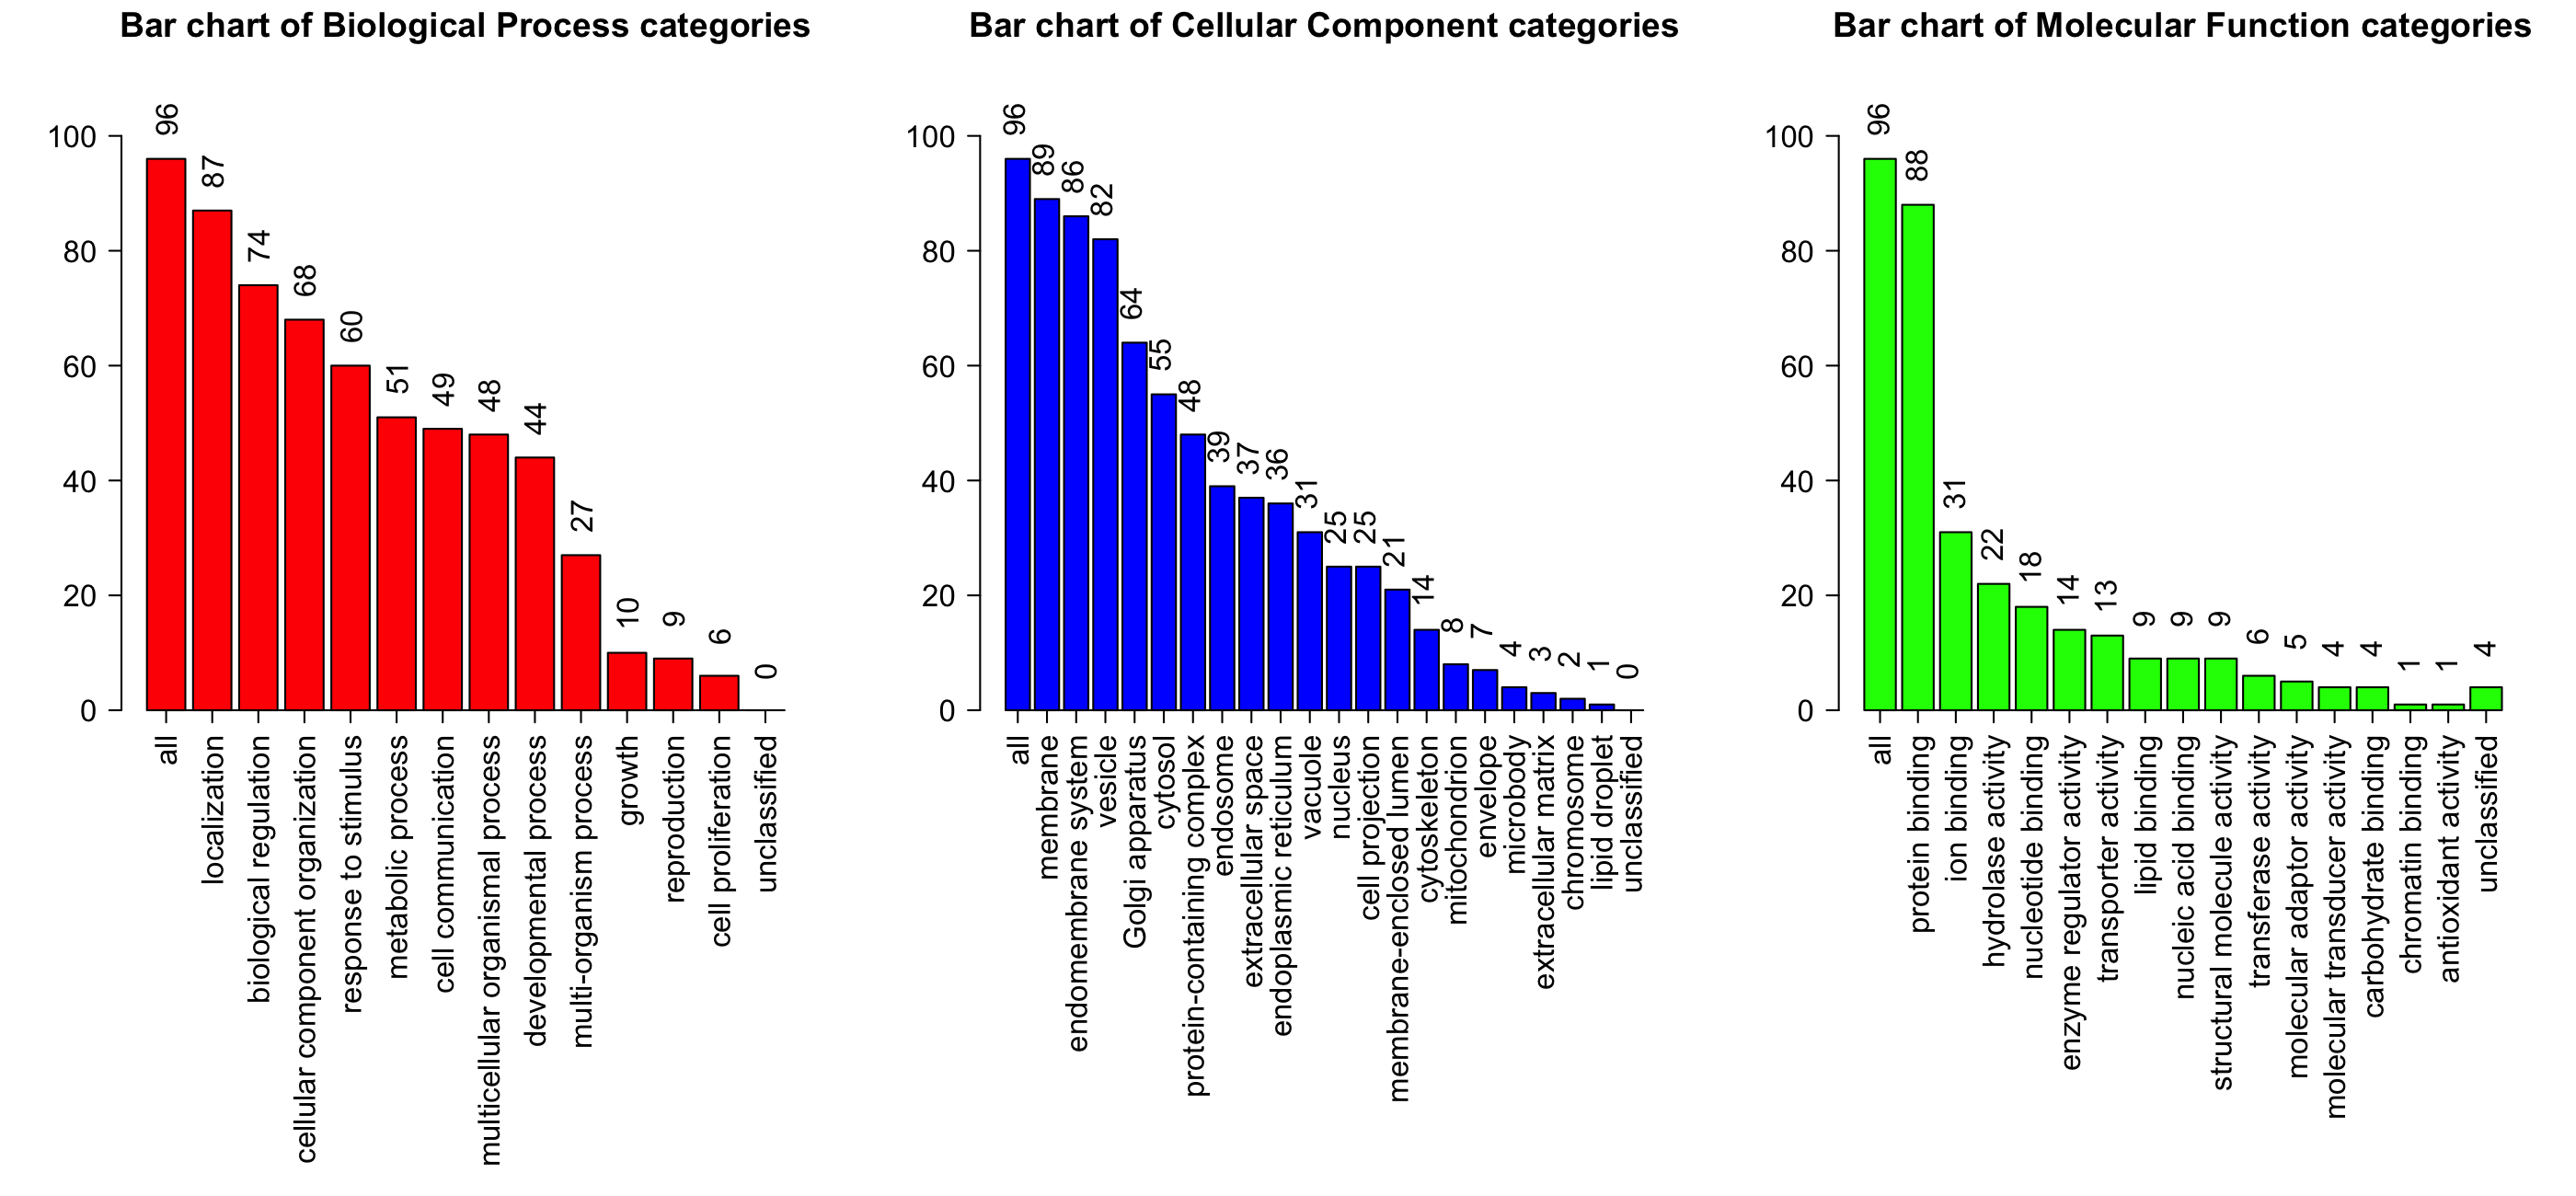 Bar chart of Biological Process categories
100
80
60
40
20
0
96
87
74
68
60
51
49
48
44
27
10
9
6
0
all
localization
biological regulation
cellular component organization
response to stimulus
metabolic process
cell communication
multicellular organismal process
developmental process
multi-organism process
growth
reproduction
cell proliferation
unclassified
Bar chart of Cellular Component categories
100
80
60
40
20
0
96
89
86
82
64
55
48
39
37
36
31
25
25
21
14
8
7
4
3
2
1
0
all
membrane
endomembrane system
vesicle
Golgi apparatus
cytosol
protein-containing complex
endosome
extracellular space
endoplasmic reticulum
vacuole
nucleus
cell projection
membrane-enclosed lumen
cytoskeleton
mitochondrion
envelope
microbody
extracellular matrix
chromosome
lipid droplet
unclassified
Bar chart of Molecular Function categories
100
80
60
40
20
0
96
88
31
22
18
14
13
9
9
9
6
5
4
4
1
1
4
all
protein binding
ion binding
hydrolase activity
nucleotide binding
enzyme regulator activity
transporter activity
lipid binding
nucleic acid binding
structural molecule activity
transferase activity
molecular adaptor activity
molecular transducer activity
carbohydrate binding
chromatin binding
antioxidant activity
unclassified